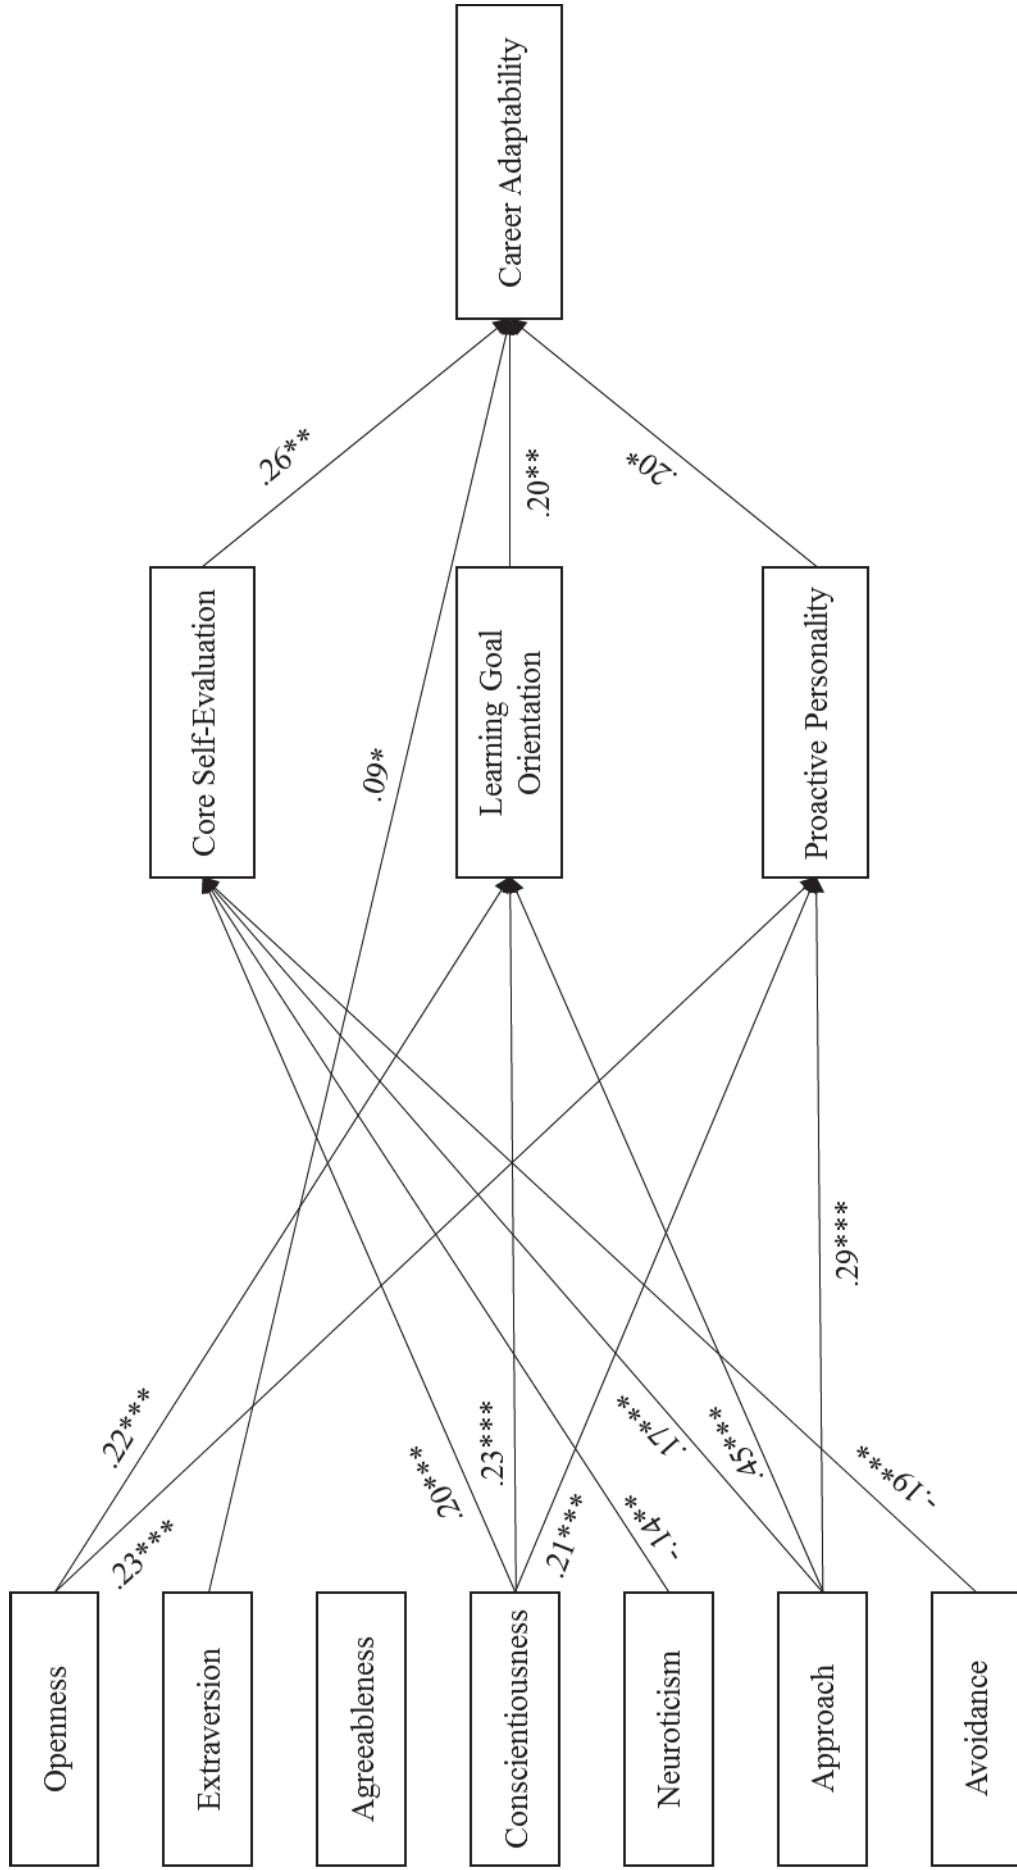 Openness
Extraversion
Agreeableness
Conscientiousness
Neuroticism
Approach
Avoidance
.22***
.23***
.20***
.23***
.21***
-.14**
.17***
.45***
.29***
-.19***
Core Self-Evaluation
Learning Goal
Orientation
Proactive Personality
.26**
.09*
.20**
.20*
Career Adaptability